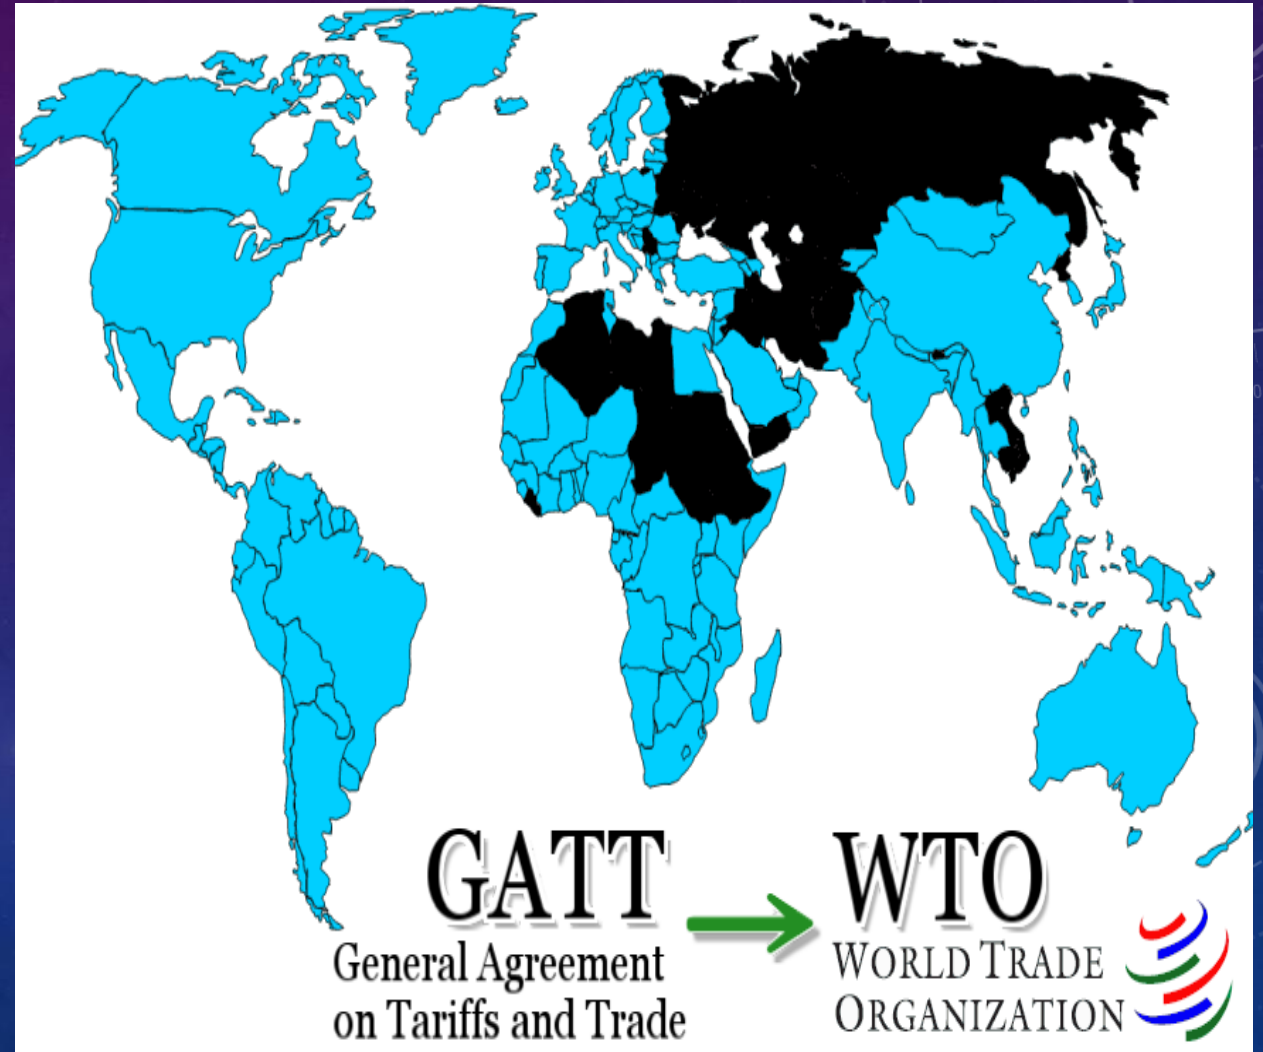 GATT
General Agreement
on Tariffs and Trade
WTO
WORLD TRADE
ORGANIZATION